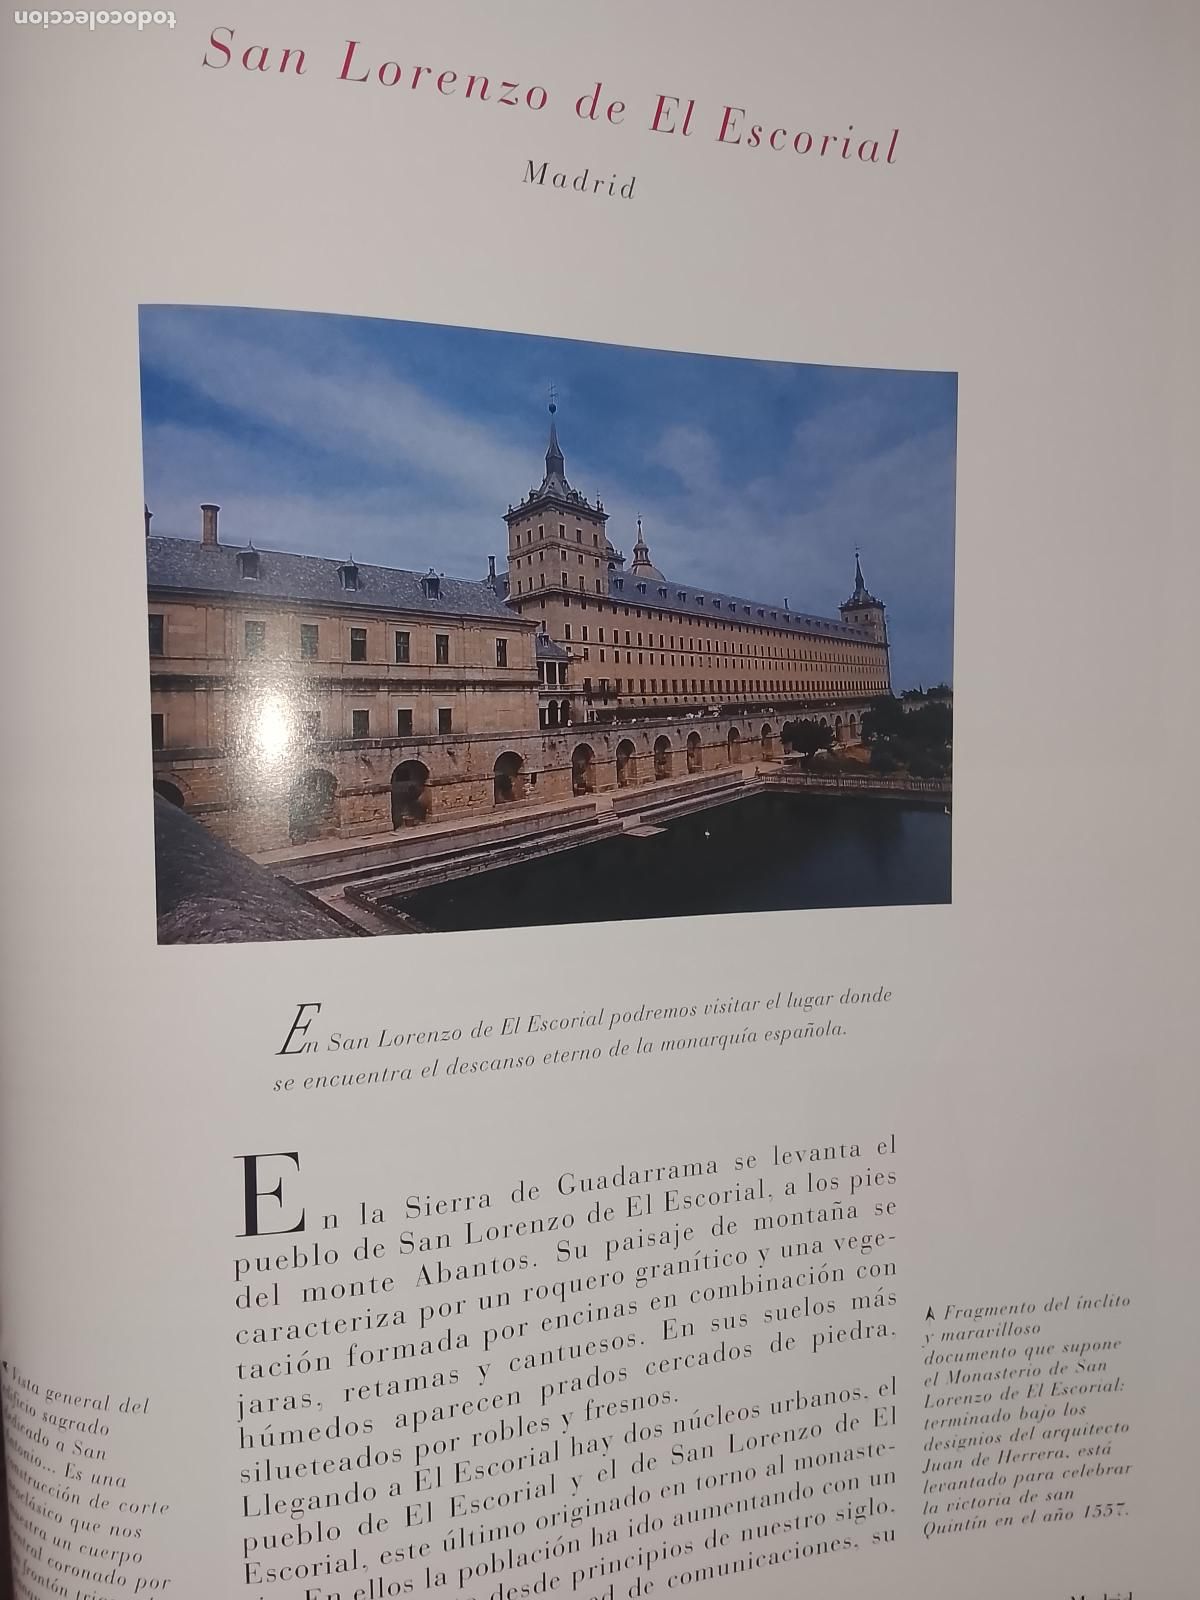 todocoleccion
San Lorenzo de El Escorial
Madrid
En San Lorenzo de El Escorial podremos visitar el lugar donde
se encuentra el descanso eterno de la monarquía española.
En la Sierra de Guadarrama se levanta el
pueblo de San Lorenzo de El Escorial, a los pies
del monte Abantos. Su paisaje de montaña se
caracteriza por un roquero granítico y una vege-
tación formada por encinas en combinación con
jaras, retamas y cantuesos. En sus suelos más
húmedos aparecen prados cercados de piedra,
silueteados por robles y fresnos.
Llegando a El Escorial hay dos núcleos urbanos, el
pueblo de El Escorial y el de San Lorenzo de El
Escorial, este último originado en torno al monaste-
En ellos la población ha ido aumentando con un
desde principios de nuestro siglo,
de comunicaciones, su
Fragmento del ínclito
y maravilloso
documento que supone
el Monasterio de San
Lorenzo de El Escorial:
terminado bajo los
designios del arquitecto
Juan de Herrera, está
levantado para celebrar
la victoria de san
Quintín en el año 1557.
Vista general del
edificio sagrado
dedicado a San
Antonio... Es una
construcción de corte
neoclásico que nos
muestra un cuerpo
central coronado por
frontón
Madrid